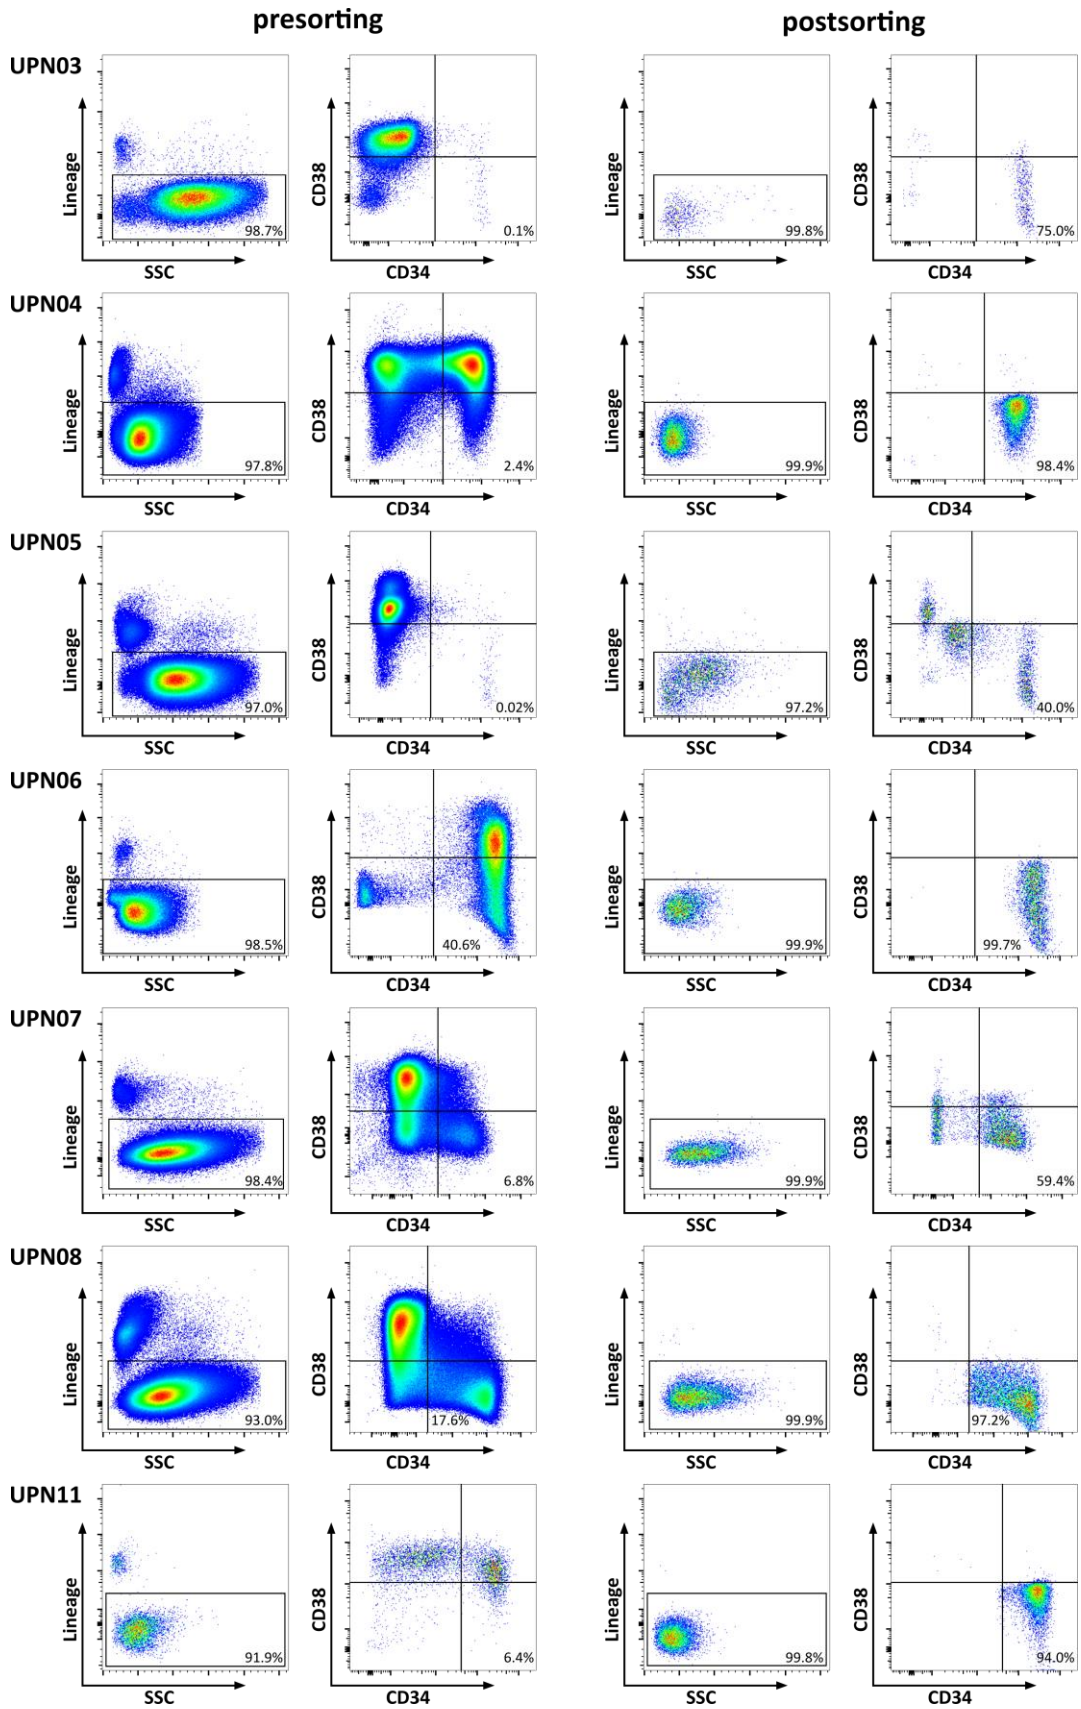 presorting
postsorting
UPN03
Lineage
98.7%
SSC
CD38
0.1%
CD34
Lineage
99.8%
SSC
CD38
75.0%
CD34
UPN04
Lineage
97.8%
SSC
CD38
2.4%
CD34
Lineage
99.9%
SSC
CD38
98.4%
CD34
UPN05
Lineage
97.0%
SSC
CD38
0.02%
CD34
Lineage
97.2%
SSC
CD38
40.0%
CD34
UPN06
Lineage
98.5%
SSC
CD38
40.6%
CD34
Lineage
99.9%
SSC
CD38
99.7%
CD34
UPN07
Lineage
98.4%
SSC
CD38
6.8%
CD34
Lineage
99.9%
SSC
CD38
59.4%
CD34
UPN08
Lineage
93.0%
SSC
CD38
17.6%
CD34
Lineage
99.9%
SSC
CD38
97.2%
CD34
UPN11
Lineage
91.9%
SSC
CD38
6.4%
CD34
Lineage
99.8%
SSC
CD38
94.0%
CD34